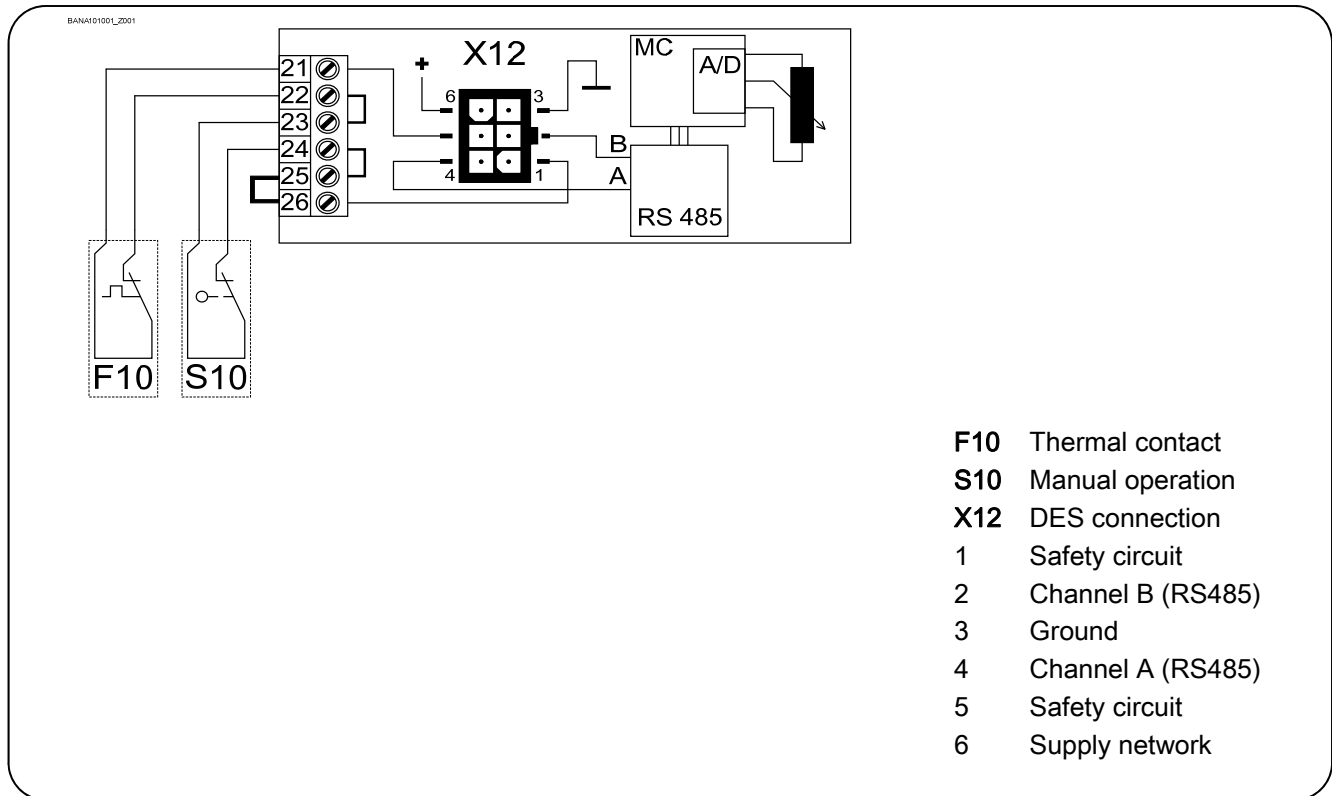 BANA101001_Z001
X12
MC
A/D
21
22
23
24
25
26
+
6
3
4
1
B
A
RS 485
F10
S10
F10 Thermal contact
S10 Manual operation
X12 DES connection
1 Safety circuit
2 Channel B (RS485)
3 Ground
4 Channel A (RS485)
5 Safety circuit
6 Supply network